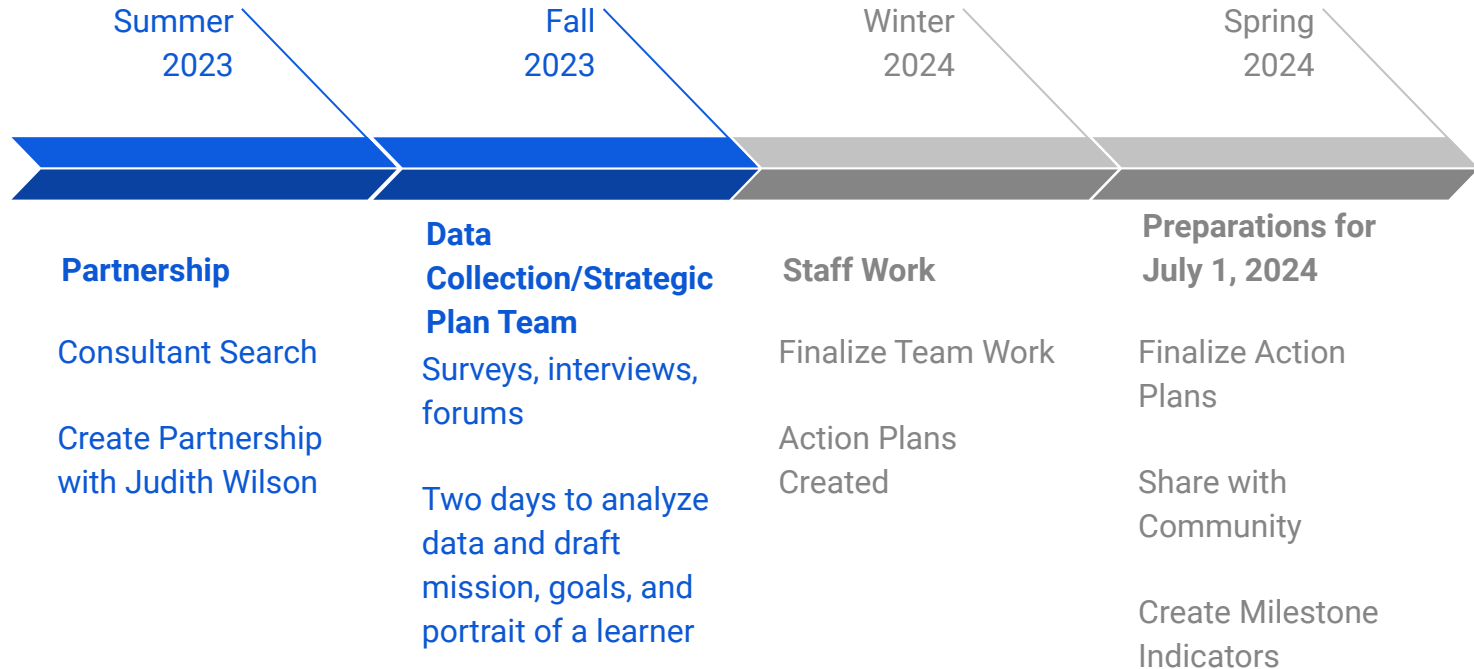 Summer
2023
Fall
2023
Winter
2024
Spring
2024
Partnership
Consultant Search
Create Partnership
with Judith Wilson
Data
Collection/Strategic
Plan Team
Surveys, interviews,
forums
Two days to analyze
data and draft
mission, goals, and
portrait of a learner
Staff Work
Finalize Team Work
Action Plans
Created
Preparations for
July 1, 2024
Finalize Action
Plans
Share with
Community
Create Milestone
Indicators